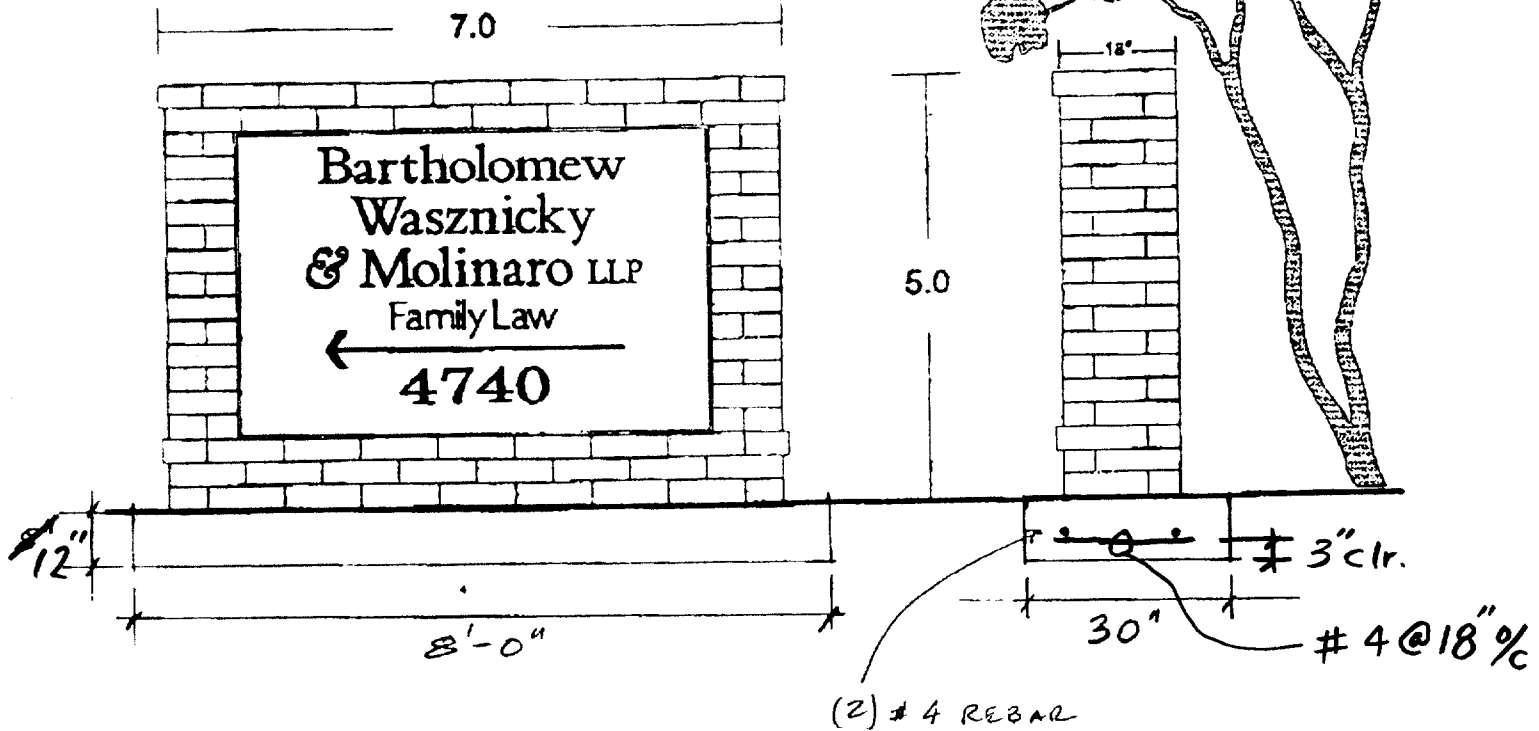 7.0
18"
Bartholomew
Wasznicky
& Molinaro LLP
Family Law
4740
5.0
12"
3" clr.
8'-0"
30"
# 4 @ 18" o/c
(2) # 4 REBAR